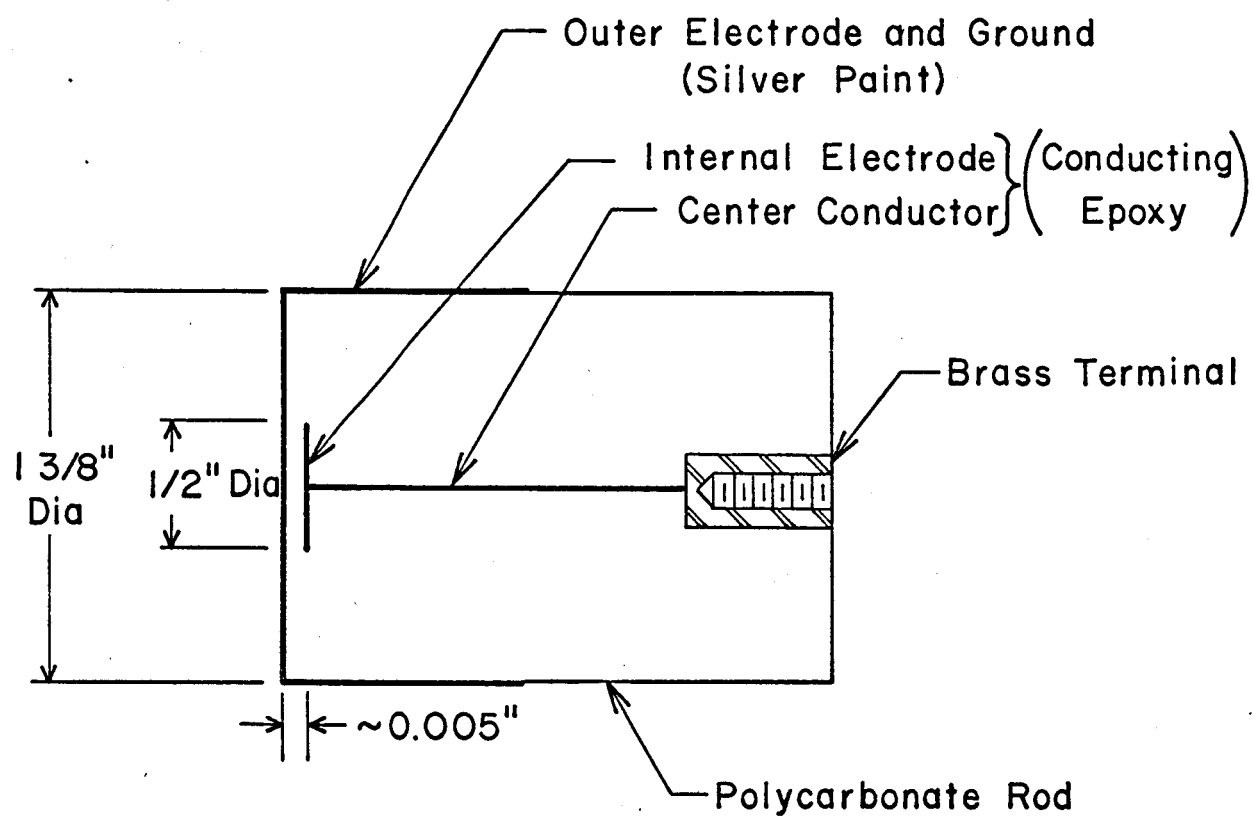 Outer Electrode and Ground
(Silver Paint)
Internal Electrode } (Conducting
Center Conductor } Epoxy)
Brass Terminal
1 3/8"
Dia
1/2" Dia
~0.005"
Polycarbonate Rod